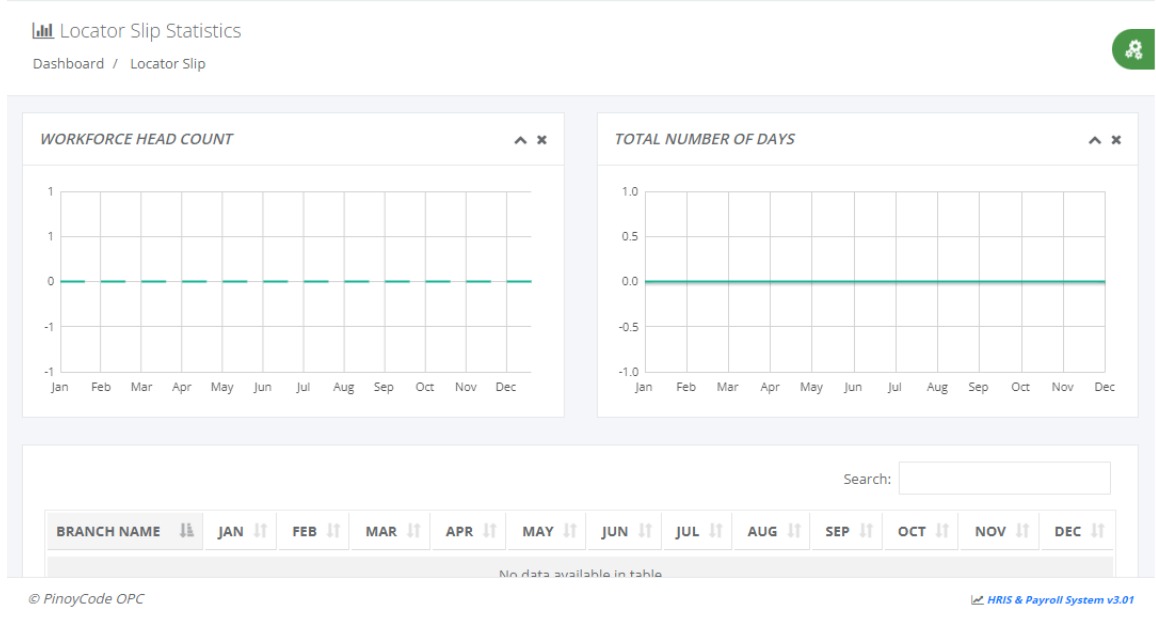 Locator Slip Statistics
Dashboard / Locator Slip
WORKFORCE HEAD COUNT
1
1
0
-1
-1
Jan Feb Mar Apr May Jun Jul Aug Sep Oct Nov Dec
TOTAL NUMBER OF DAYS
1.0
0.5
0.0
-0.5
-1.0
Jan Feb Mar Apr May Jun Jul Aug Sep Oct Nov Dec
Search:
BRANCH NAME JAN FEB MAR APR MAY JUN JUL AUG SEP OCT NOV DEC
No data available in table
© PinoyCode OPC
HRIS & Payroll System v3.01